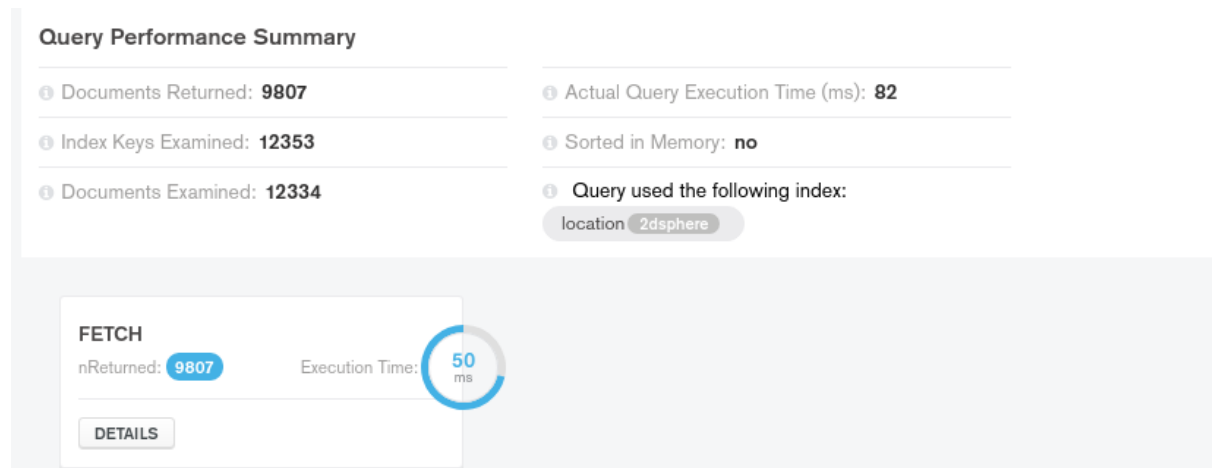 Query Performance Summary
Documents Returned: 9807
Actual Query Execution Time (ms): 82
Index Keys Examined: 12353
Sorted in Memory: no
Documents Examined: 12334
Query used the following index:
location 2dsphere
FETCH
nReturned: 9807
Execution Time:
50
ms
DETAILS